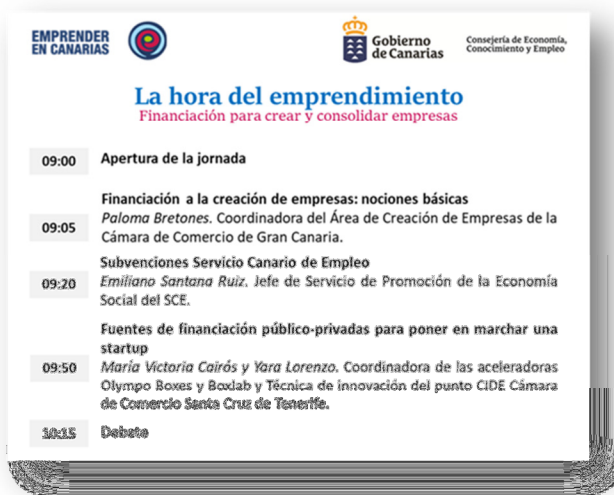 EMPRENDER
EN CANARIAS
Gobierno
de Canarias
Consejería de Economía,
Conocimiento y Empleo
La hora del emprendimiento
Financiación para crear y consolidar empresas
09:00 Apertura de la jornada
Financiación a la creación de empresas: nociones básicas
09:05 Paloma Bretones. Coordinadora del Área de Creación de Empresas de la
Cámara de Comercio de Gran Canaria.
Subvenciones Servicio Canario de Empleo
09:20 Emiliano Santana Ruiz. Jefe de Servicio de Promoción de la Economía
Social del SCE.
Fuentes de financiación público-privadas para poner en marchar una
startup
09:50 María Victoria Cairós y Yara Lorenzo. Coordinadora de las aceleradoras
Olympo Boxes y Boxlab y Técnica de innovación del punto CIDE Cámara
de Comercio Santa Cruz de Tenerife.
10:15 Debate